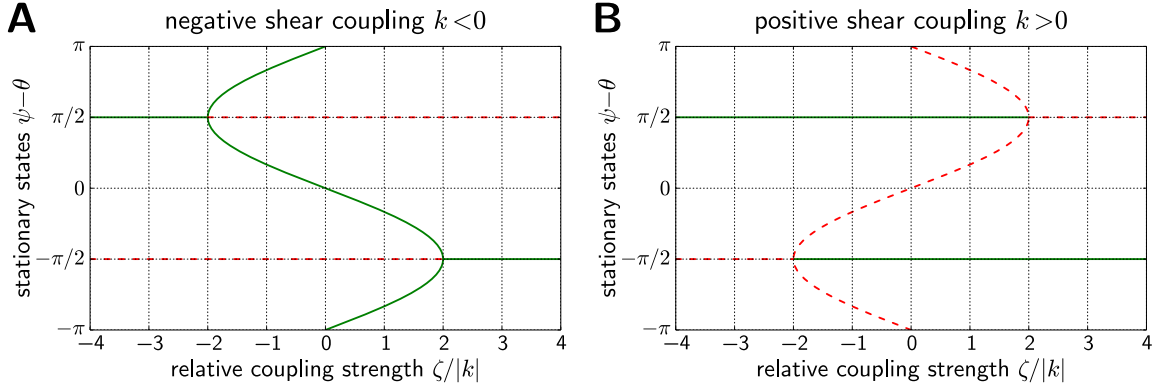 A
negative shear coupling k<0
stationary states ψ−θ
π
π/2
0
−π/2
−π
−4 −3 −2 −1 0 1 2 3 4
relative coupling strength ζ/|k|
B
positive shear coupling k>0
stationary states ψ−θ
π
π/2
0
−π/2
−π
−4 −3 −2 −1 0 1 2 3 4
relative coupling strength ζ/|k|